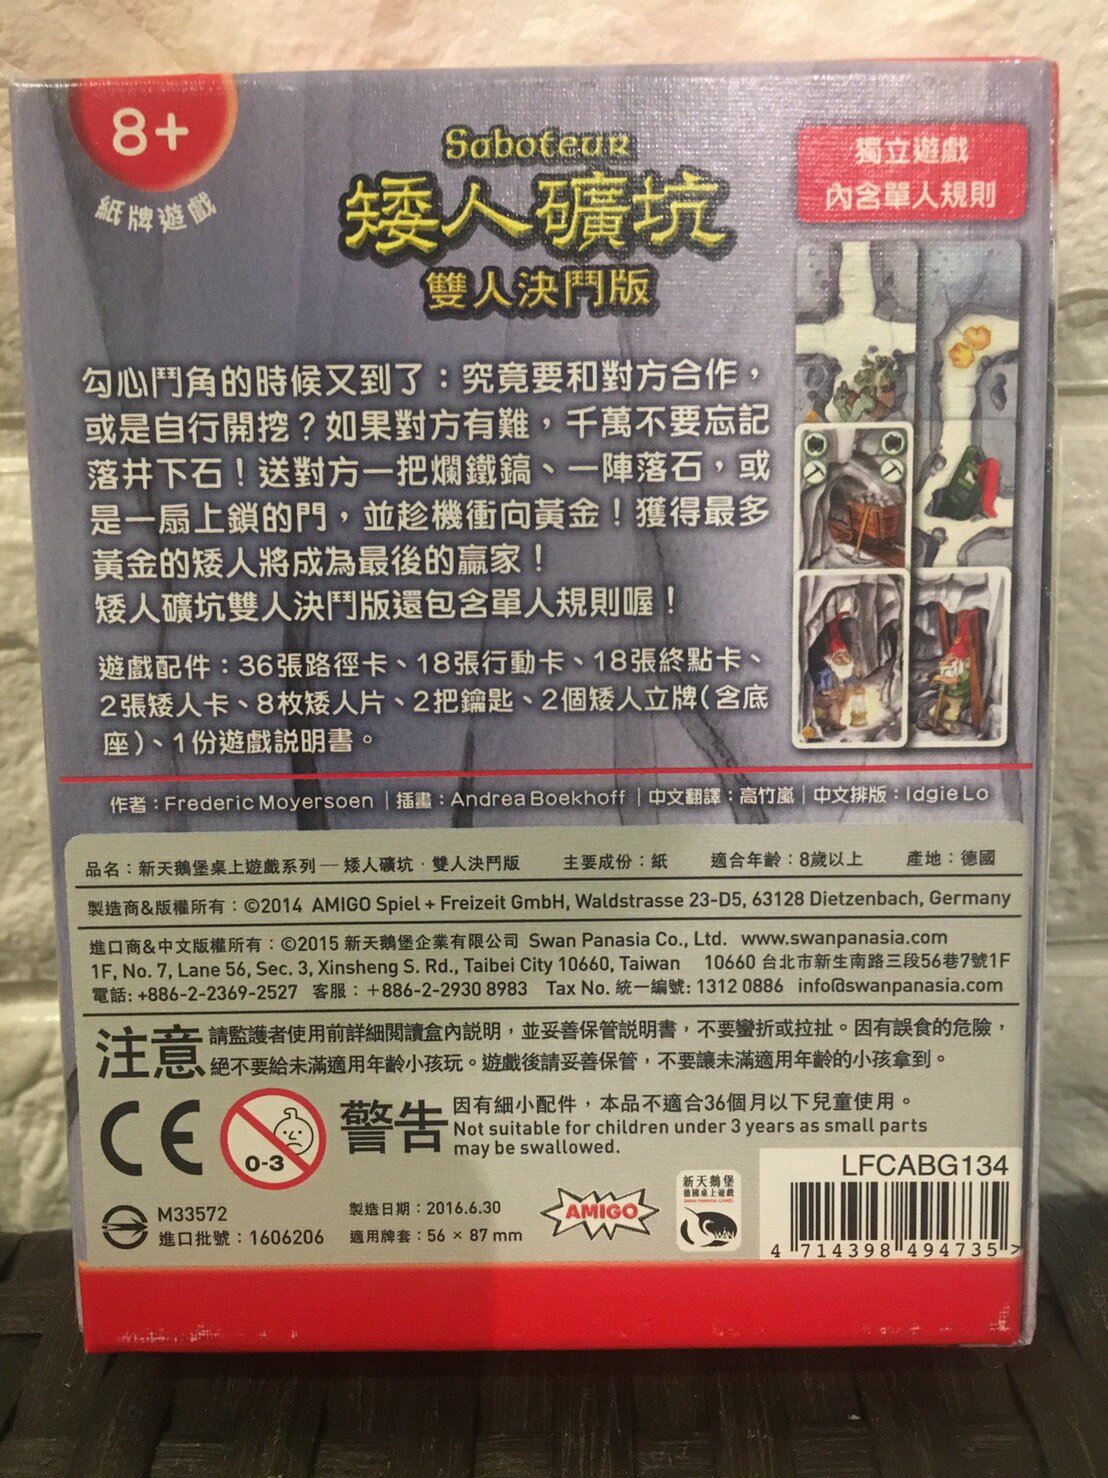 8+
紙牌遊戲
Saboteur
矮人礦坑
雙人決鬥版
獨立遊戲
內含單人規則
勾心鬥角的時候又到了：究竟要和對方合作，
或是自行開挖？如果對方有難，千萬不要忘記
落井下石！送對方一把爛鐵鎬、一陣落石，或
是一扇上鎖的門，並趁機衝向黃金！獲得最多
黃金的矮人將成為最後的贏家！
矮人礦坑雙人決鬥版還包含單人規則喔！
遊戲配件：36張路徑卡、18張行動卡、18張終點卡、
2張矮人卡、8枚矮人片、2把鑰匙、2個矮人立牌(含底
座)、1份遊戲說明書。
作者：Frederic Moyersoen｜插畫：Andrea Boekhoff｜中文翻譯：高竹嵐｜中文排版：Idgie Lo
品名：新天鵝堡桌上遊戲系列 — 矮人礦坑．雙人決鬥版 主要成份：紙 適合年齡：8歲以上 產地：德國
製造商&版權所有：©2014 AMIGO Spiel + Freizeit GmbH, Waldstrasse 23-D5, 63128 Dietzenbach, Germany
進口商&中文版權所有：©2015 新天鵝堡企業有限公司 Swan Panasia Co., Ltd. www.swanpanasia.com
1F, No. 7, Lane 56, Sec. 3, Xinsheng S. Rd., Taibei City 10660, Taiwan 10660 台北市新生南路三段56巷7號1F
電話: +886-2-2369-2527 客服：+886-2-2930 8983 Tax No. 統一編號: 1312 0886 info@swanpanasia.com
注意 請監護者使用前詳細閱讀盒內說明，並妥善保管說明書，不要彎折或拉扯。因有誤食的危險，
絕不要給未滿適用年齡小孩玩。遊戲後請妥善保管，不要讓未滿適用年齡的小孩拿到。
CE
0-3
警告 因有細小配件，本品不適合36個月以下兒童使用。
Not suitable for children under 3 years as small parts
may be swallowed.
M33572
進口批號：1606206
製造日期：2016.6.30
適用牌套：56 × 87 mm
AMIGO
新天鵝堡
德國桌上遊戲
SWAN PANASIA GAMES
SWAN
LFCABG134
4 714398 494735 >